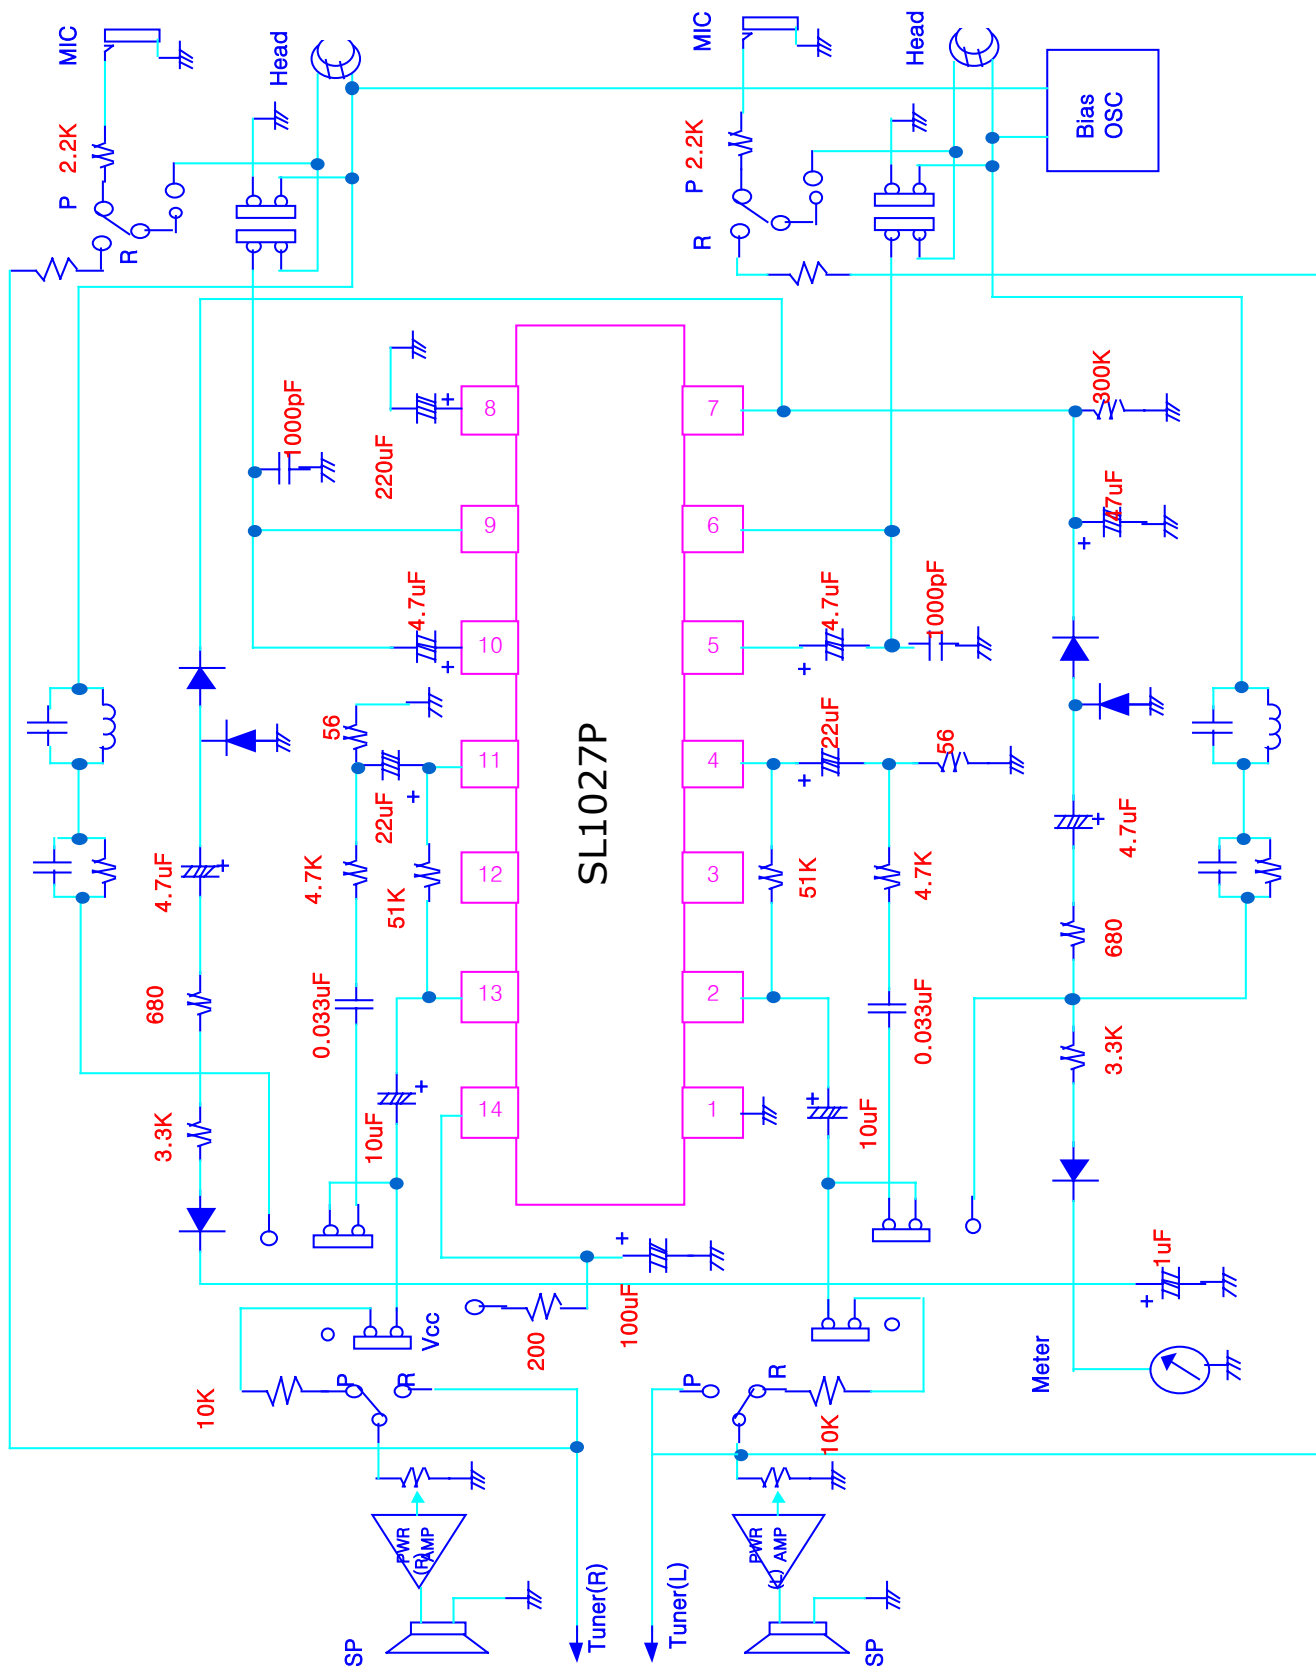 MIC
Head
MIC
Head
Bias
OSC
2.2K
P
R
2.2K
P
R
1000pF
220uF
8
7
300K
47uF
9
6
4.7uF
10
5
4.7uF
1000pF
56
22uF
11
4
22uF
56
SL1027P
4.7uF
4.7K
51K
12
3
51K
4.7K
4.7uF
680
680
0.033uF
13
2
0.033uF
3.3K
3.3K
10uF
14
1
10uF
1uF
Vcc
200
100uF
Meter
10K
P
R
P
R
10K
PWR
AMP
(R)
PWR
AMP
(L)
SP
Tuner(R)
Tuner(L)
SP